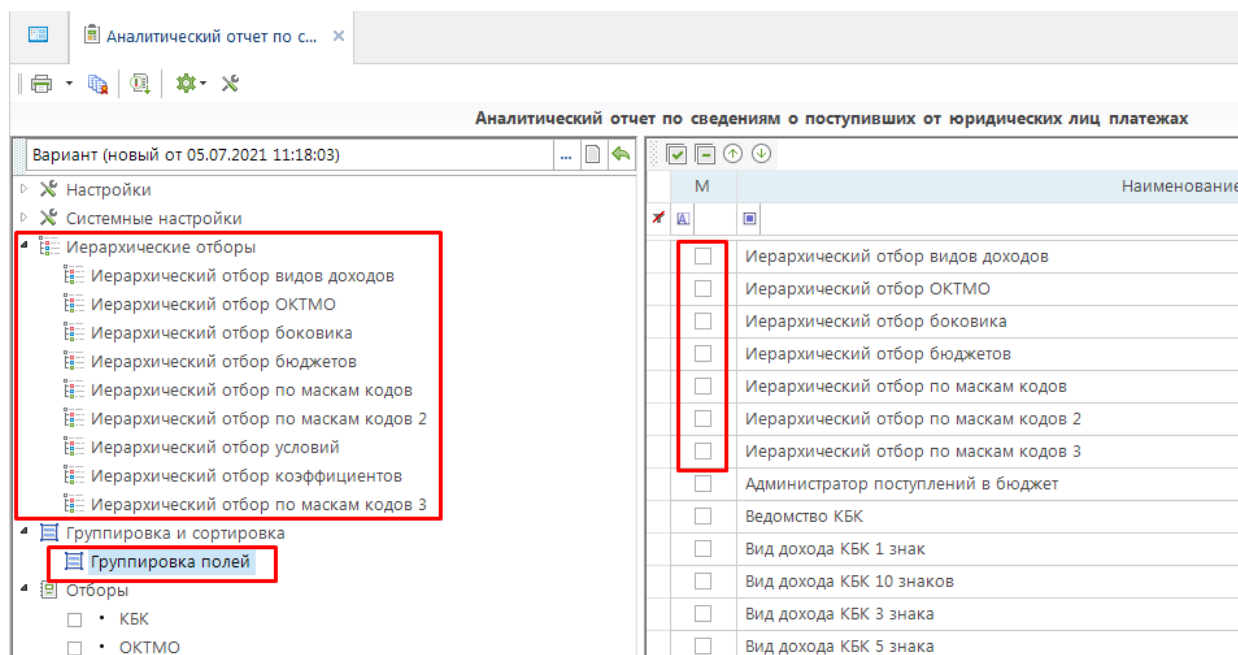 Аналитический отчет по с...
Аналитический отчет по сведениям о поступивших от юридических лиц платежах
Вариант (новый от 05.07.2021 11:18:03)
...
Настройки
Системные настройки
Иерархические отборы
Иерархический отбор видов доходов
Иерархический отбор ОКТМО
Иерархический отбор боковика
Иерархический отбор бюджетов
Иерархический отбор по маскам кодов
Иерархический отбор по маскам кодов 2
Иерархический отбор условий
Иерархический отбор коэффициентов
Иерархический отбор по маскам кодов 3
Группировка и сортировка
Группировка полей
Отборы
КБК
ОКТМО
М
Наименование
Иерархический отбор видов доходов
Иерархический отбор ОКТМО
Иерархический отбор боковика
Иерархический отбор бюджетов
Иерархический отбор по маскам кодов
Иерархический отбор по маскам кодов 2
Иерархический отбор по маскам кодов 3
Администратор поступлений в бюджет
Ведомство КБК
Вид дохода КБК 1 знак
Вид дохода КБК 10 знаков
Вид дохода КБК 3 знака
Вид дохода КБК 5 знака